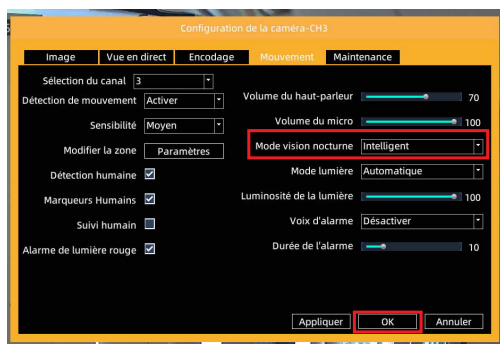 Configuration de la caméra-CH3
Image Vue en direct Encodage Mouvement Maintenance
Sélection du canal 3
Détection de mouvement Activer
Sensibilité Moyen
Modifier la zone Paramètres
Détection humaine
Marqueurs Humains
Suivi humain
Alarme de lumière rouge
Volume du haut-parleur 70
Volume du micro 100
Mode vision nocturne Intelligent
Mode lumière Automatique
Luminosité de la lumière 100
Voix d'alarme Désactiver
Durée de l'alarme 10
Appliquer OK Annuler